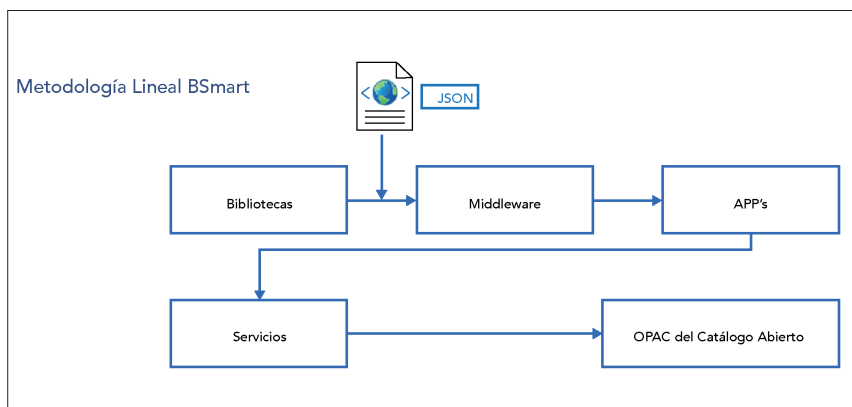 Metodología Lineal BSmart
JSON
Bibliotecas
Middleware
APP's
Servicios
OPAC del Catálogo Abierto